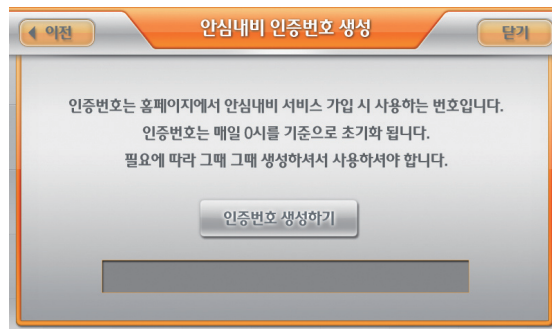 이전
안심내비 인증번호 생성
닫기
인증번호는 홈페이지에서 안심내비 서비스 가입 시 사용하는 번호입니다.
인증번호는 매일 0시를 기준으로 초기화 됩니다.
필요에 따라 그때 그때 생성하셔서 사용하셔야 합니다.
인증번호 생성하기